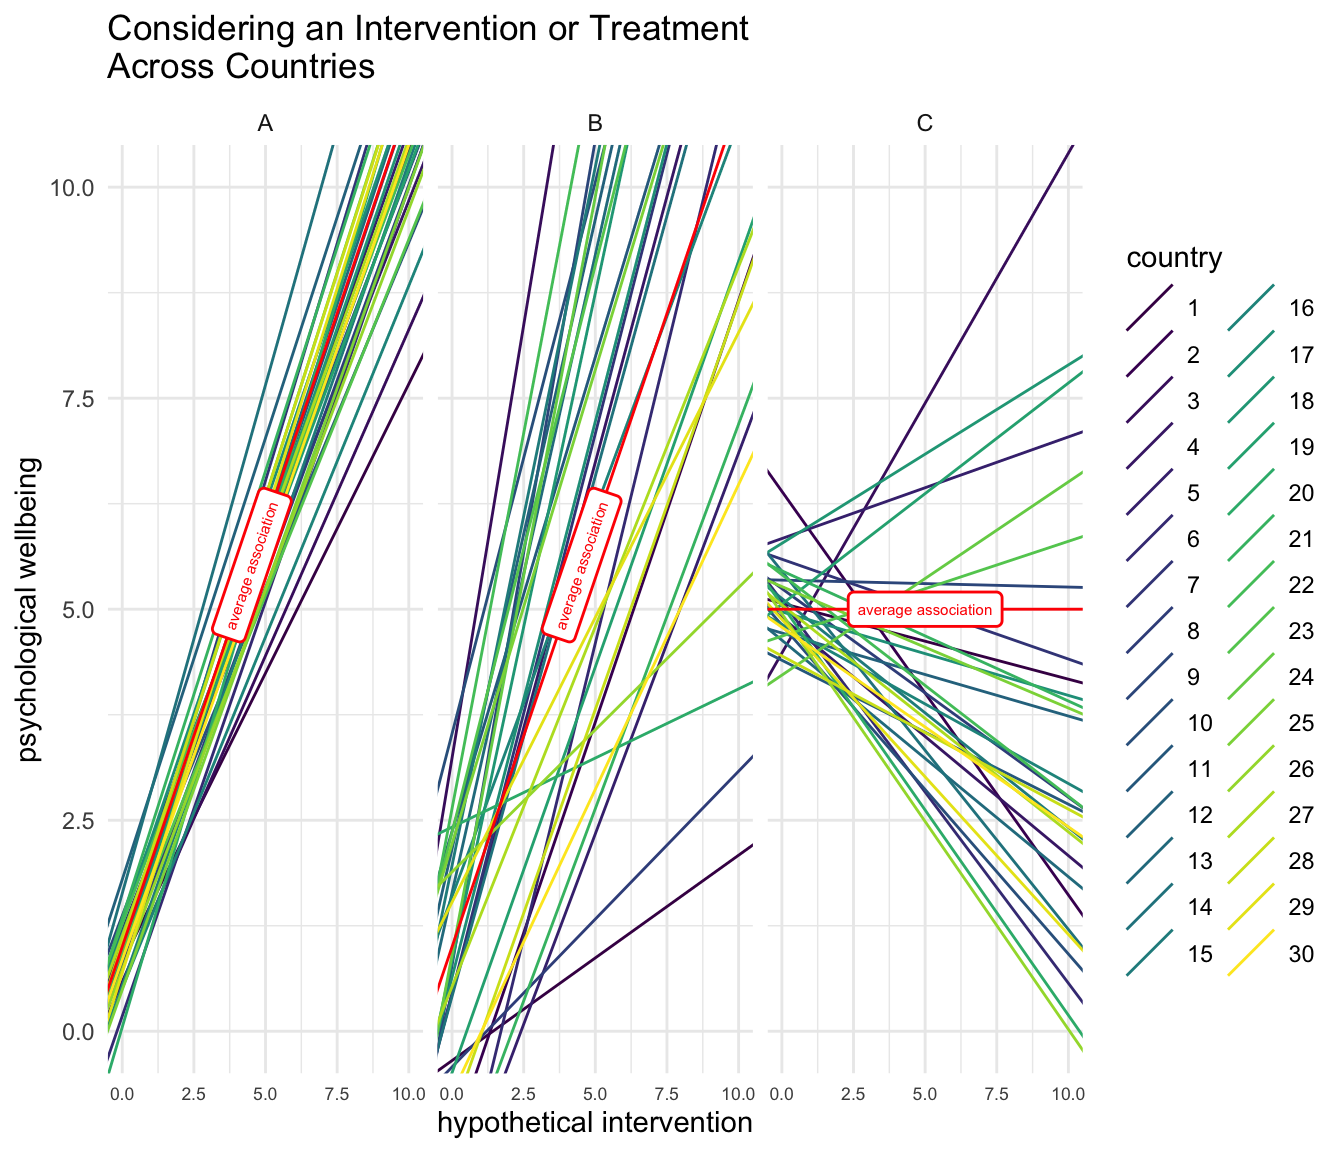 Considering an Intervention or Treatment
Across Countries
A
B
C
psychological wellbeing
10.0
7.5
5.0
2.5
0.0
average association
average association
average association
0.0 2.5 5.0 7.5 10.0
0.0 2.5 5.0 7.5 10.0
0.0 2.5 5.0 7.5 10.0
hypothetical intervention
country
1
2
3
4
5
6
7
8
9
10
11
12
13
14
15
16
17
18
19
20
21
22
23
24
25
26
27
28
29
30